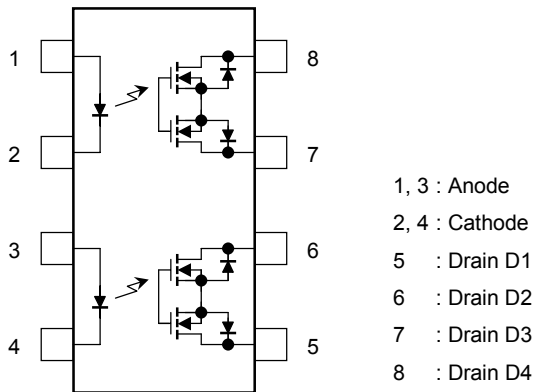 1
2
3
4
8
7
6
5
1, 3 : Anode
2, 4 : Cathode
5 : Drain D1
6 : Drain D2
7 : Drain D3
8 : Drain D4